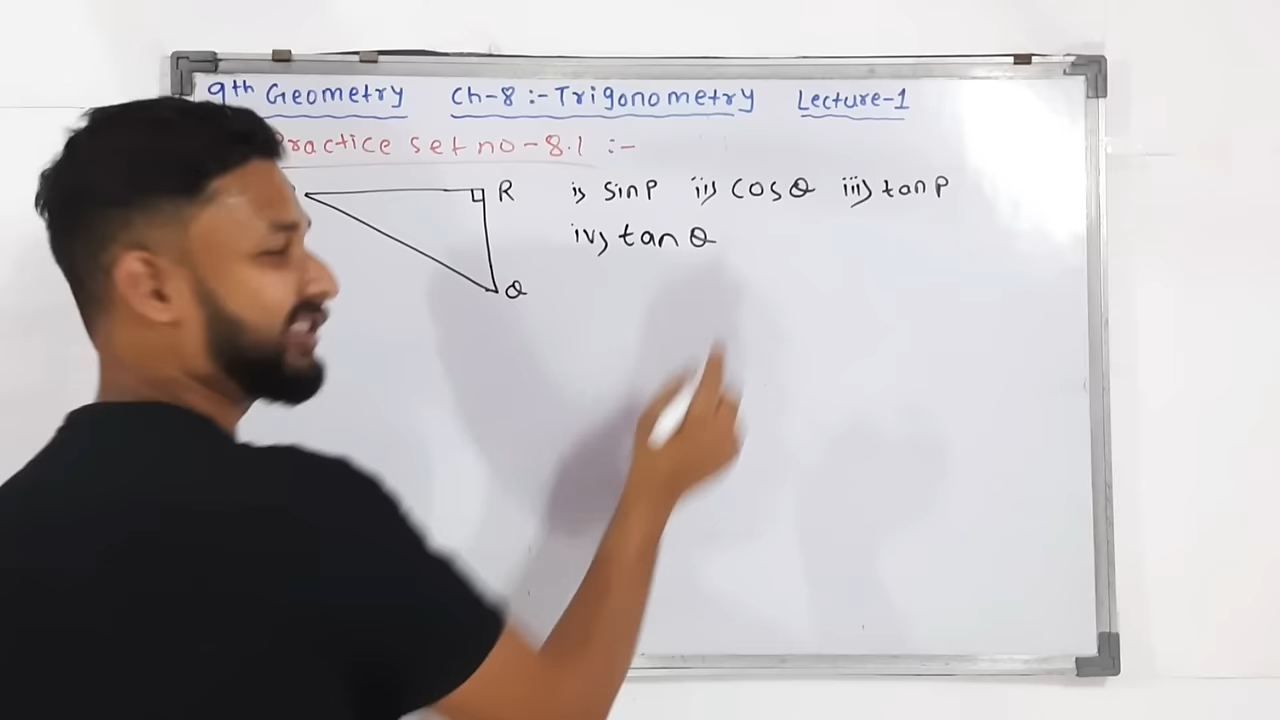 9th Geometry Ch-8 :- Trigonometry Lecture-1
Practice set no - 8.1 :-
R i) sin P ii) cos Q iii) tan P
iv) tan Q
Q